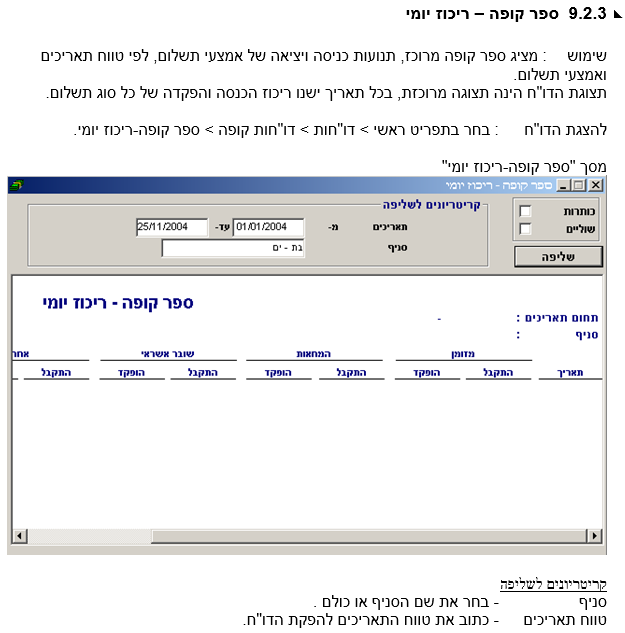 9.2.3 ספר קופה – ריכוז יומי
שימוש : מציג ספר קופה מרוכז, תנועות כניסה ויציאה של אמצעי תשלום, לפי טווח תאריכים
ואמצעי תשלום.
תצוגת הדו"ח הינה תצוגה מרוכזת, בכל תאריך ישנו ריכוז הכנסה והפקדה של כל סוג תשלום.
להצגת הדו"ח : בחר בתפריט ראשי > דו"חות > דו"חות קופה > ספר קופה-ריכוז יומי.
מסך "ספר קופה-ריכוז יומי"
ספר קופה - ריכוז יומי
כותרות
שוליים
שליפה
קריטריונים לשליפה
תאריכים מ- 01/01/2004 עד- 25/11/2004
סניף בת - ים
ספר קופה - ריכוז יומי
תחום תאריכים : -
סניף :
מזומן המחאות שובר אשראי אחר
תאריך התקבל הופקד התקבל הופקד התקבל הופקד התקבל
קריטריונים לשליפה
סניף - בחר את שם הסניף או כולם .
טווח תאריכים - כתוב את טווח התאריכים להפקת הדו"ח.